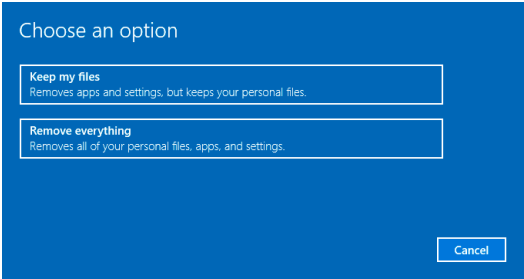 Choose an option
Keep my files
Removes apps and settings, but keeps your personal files.
Remove everything
Removes all of your personal files, apps, and settings.
Cancel